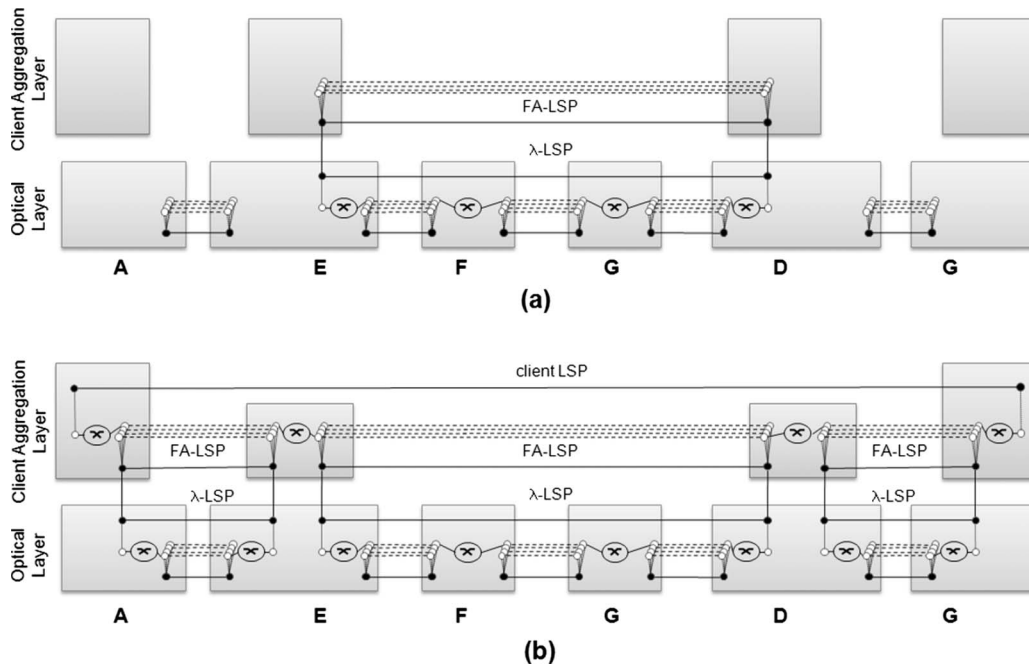 Client Aggregation
Layer
FA-LSP
λ-LSP
Optical
Layer
A E F G D G
(a)
Client Aggregation
Layer
client LSP
FA-LSP FA-LSP FA-LSP
λ-LSP λ-LSP λ-LSP
Optical
Layer
A E F G D G
(b)